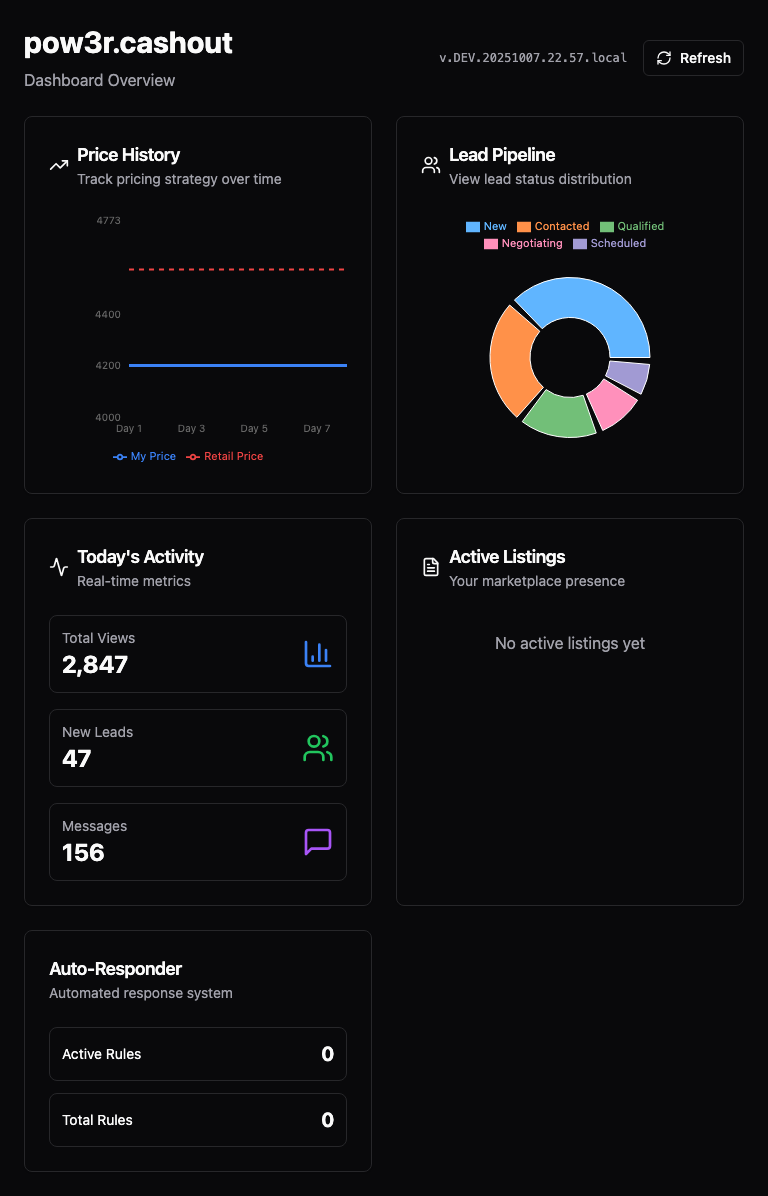 pow3r.cashout
Dashboard Overview
v.DEV.20251007.22.57.local
Refresh
Price History
Track pricing strategy over time
4773
4400
4200
4000
Day 1 Day 3 Day 5 Day 7
My Price Retail Price
Lead Pipeline
View lead status distribution
New Contacted Qualified
Negotiating Scheduled
Today's Activity
Real-time metrics
Total Views
2,847
New Leads
47
Messages
156
Active Listings
Your marketplace presence
No active listings yet
Auto-Responder
Automated response system
Active Rules 0
Total Rules 0